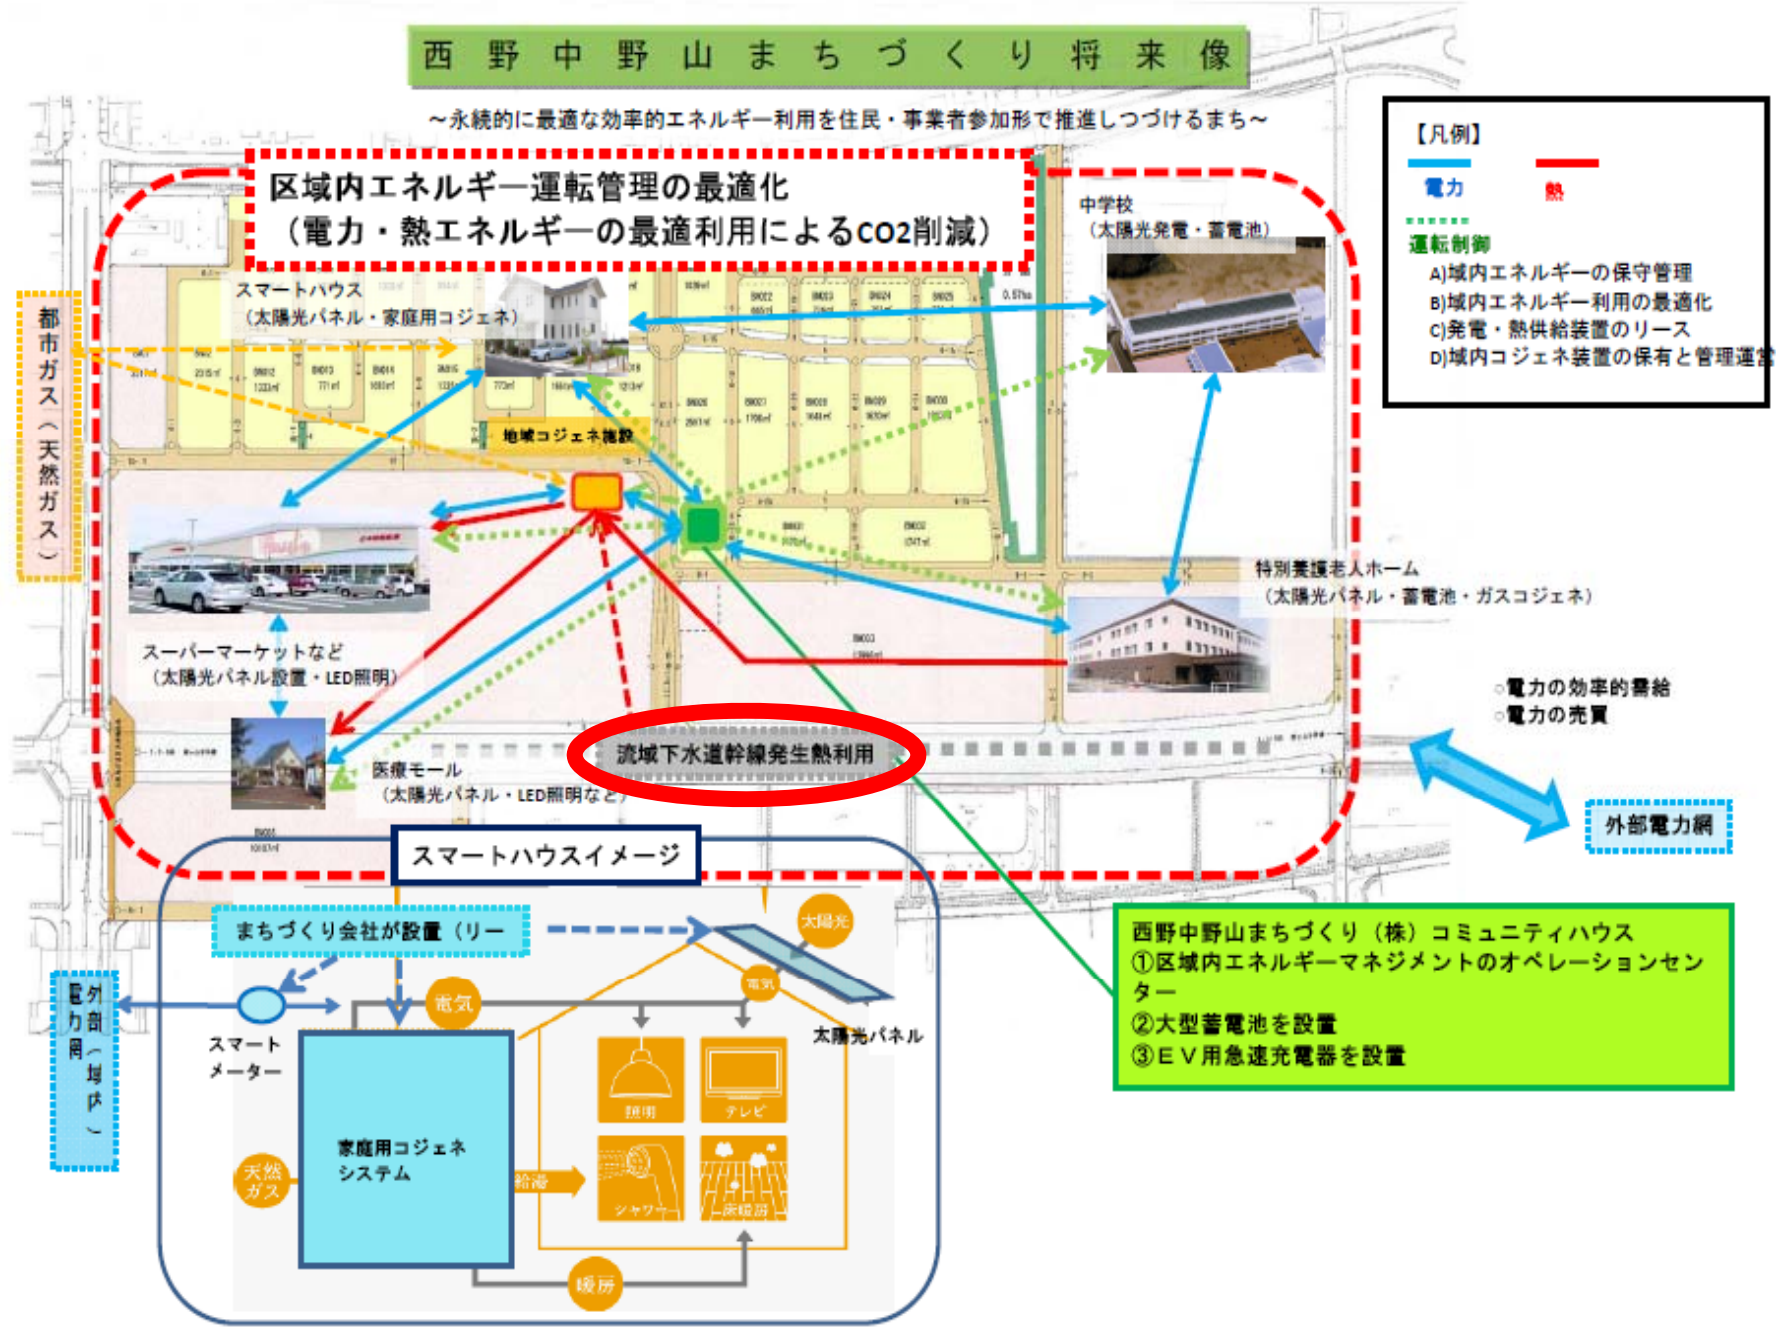 西野中野山まちづくり将来像
～永続的に最適な効率的エネルギー利用を住民・事業者参加形で推進しつづけるまち～
区域内エネルギー運転管理の最適化
（電力・熱エネルギーの最適利用によるCO2削減）
【凡例】
電力
熱
運転制御
A)域内エネルギーの保守管理
B)域内エネルギー利用の最適化
C)発電・熱供給装置のリース
D)域内コジェネ装置の保有と管理運営
中学校
（太陽光発電・蓄電池）
スマートハウス
（太陽光パネル・家庭用コジェネ）
都市ガス（天然ガス）
地域コジェネ施設
特別養護老人ホーム
（太陽光パネル・蓄電池・ガスコジェネ）
スーパーマーケットなど
（太陽光パネル設置・LED照明）
○電力の効率的需給
○電力の売買
流域下水道幹線発生熱利用
医療モール
（太陽光パネル・LED照明など）
外部電力網
スマートハウスイメージ
まちづくり会社が設置（リー
太陽光
電気
電気
太陽光パネル
外部（域内）
電力網
スマート
メーター
照明
テレビ
家庭用コジェネ
システム
天然
ガス
給湯
シャワー
床暖房
暖房
西野中野山まちづくり（株）コミュニティハウス
①区域内エネルギーマネジメントのオペレーションセン
ター
②大型蓄電池を設置
③ＥＶ用急速充電器を設置